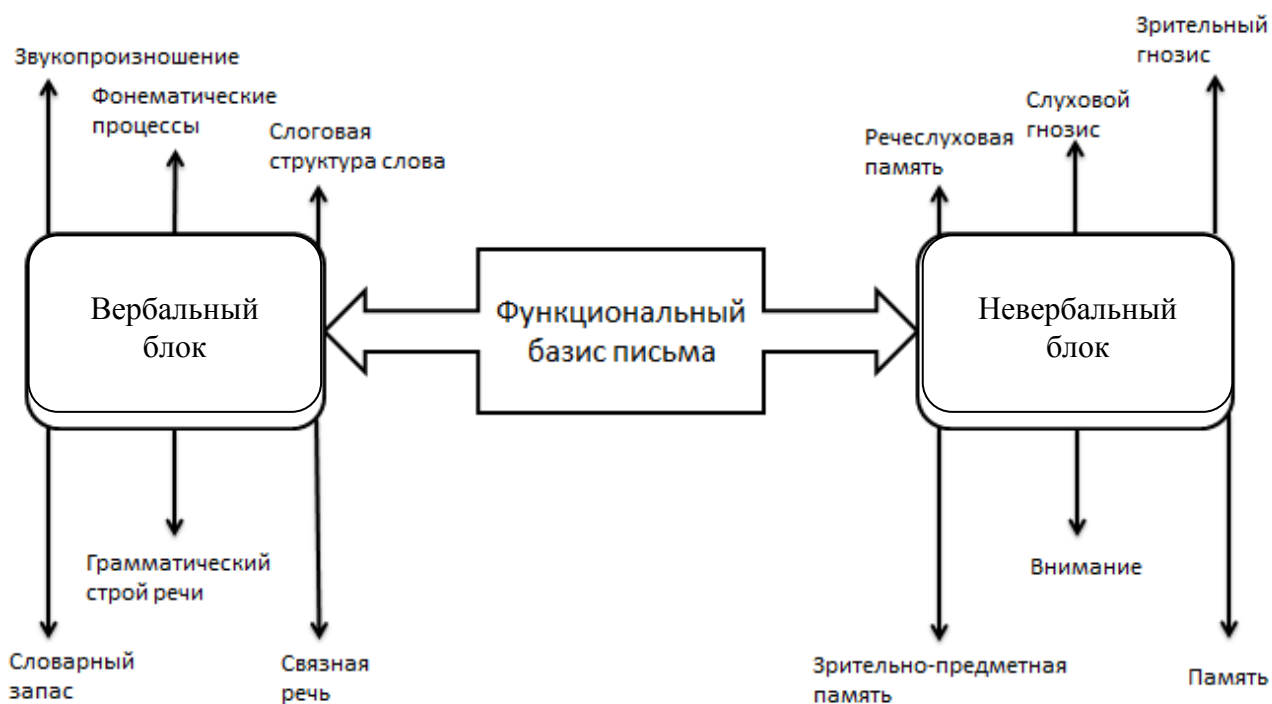 Звукопроизношение
Фонематические
процессы
Слоговая
структура слова
Речеслуховая
память
Слуховой
гнозис
Зрительный
гнозис
Вербальный
блок
Функциональный
базис письма
Невербальный
блок
Грамматический
строй речи
Словарный
запас
Связная
речь
Зрительно-предметная
память
Внимание
Память